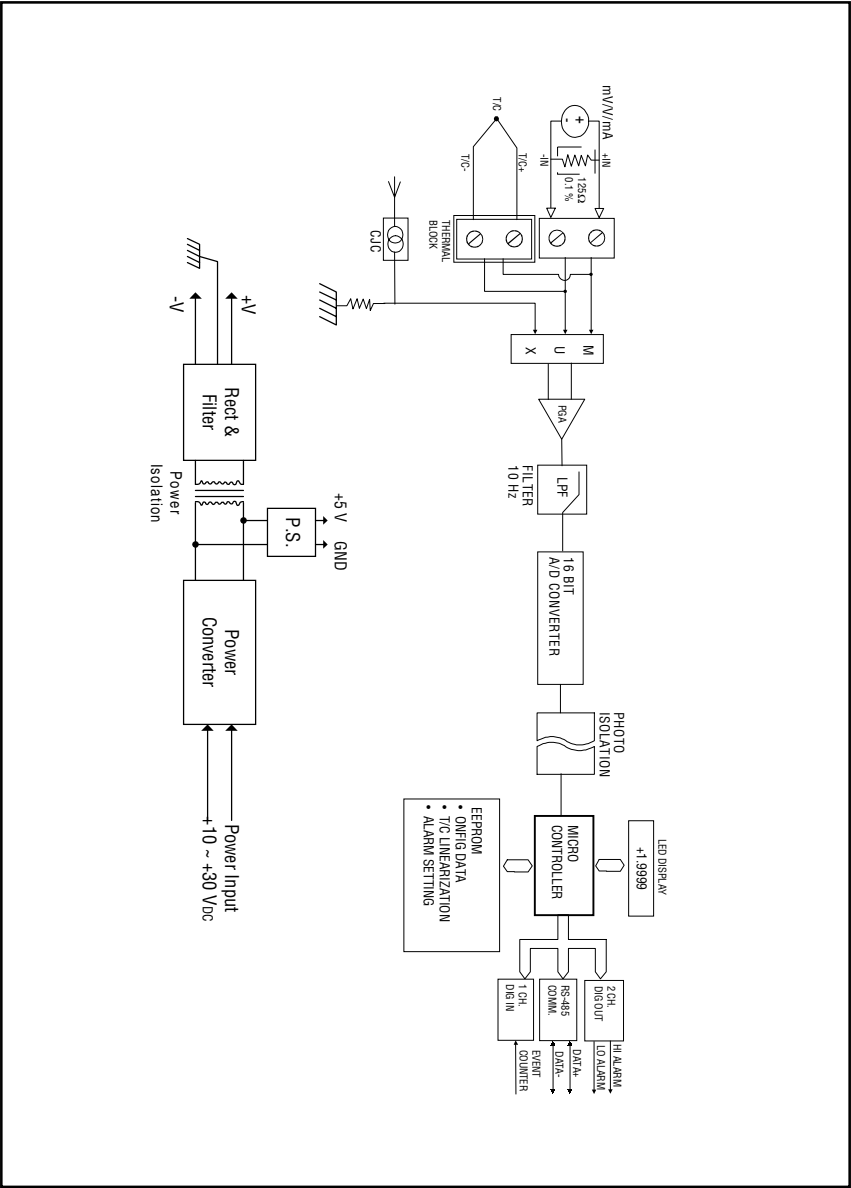 mV/V/mA
+
-
+IN
-IN
125Ω
0.1 %
T/C
T/C+
T/C-
THERMAL
BLOCK
CJC
M
U
X
PGA
LPF
FILTER
10 Hz
16 BIT
A/D CONVERTER
PHOTO
ISOLATION
LED DISPLAY
+1.9999
MICRO
CONTROLLER
EEPROM
• ONFIG DATA
• T/C LINEARIZATION
• ALARM SETTING
2 CH.
DIG OUT
HI ALARM
LO ALARM
RS-485
COMM.
DATA+
DATA-
1 CH.
DIG IN
EVENT
COUNTER
+V
-V
Rect &
Filter
Power
Isolation
+5 V
GND
P.S.
Power
Converter
Power Input
+10 ~ +30 VDC